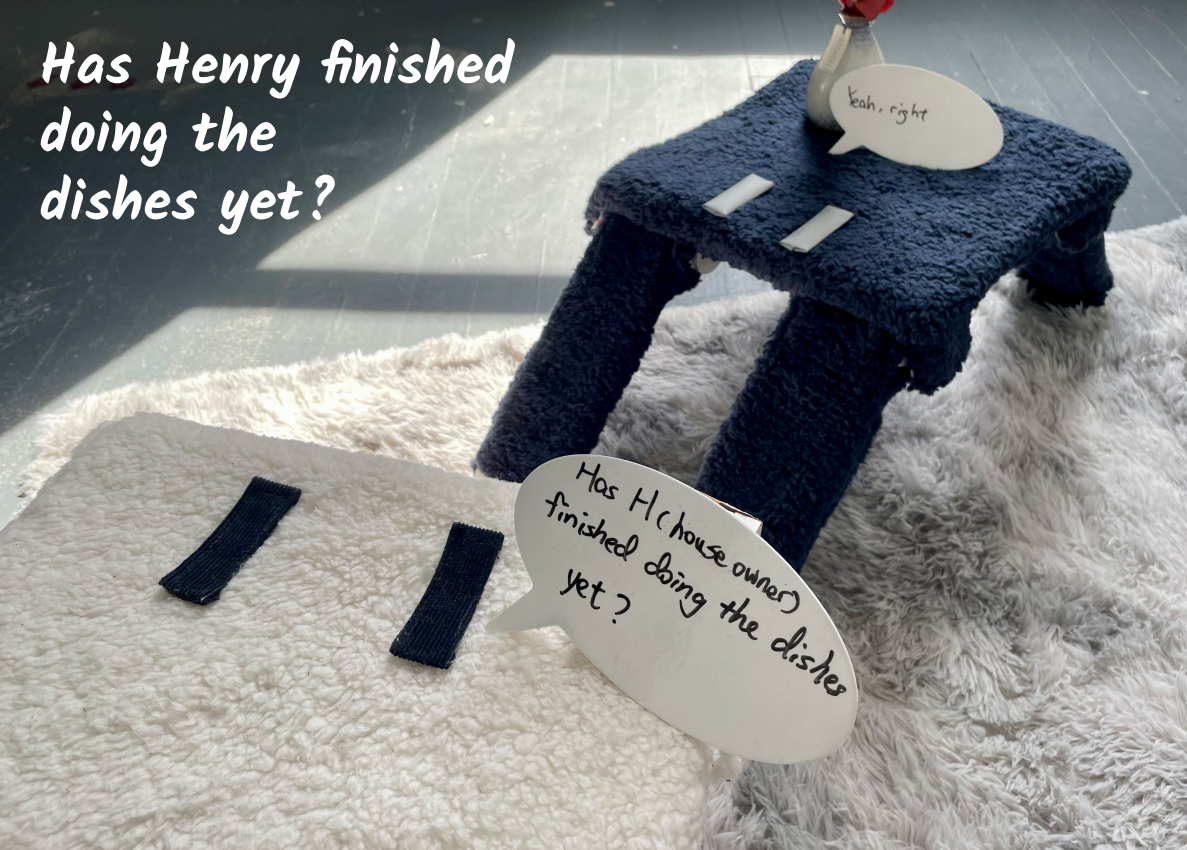 Has Henry finished
doing the
dishes yet?
Yeah, right
Has H(house owner)
finished doing the dishes
yet?